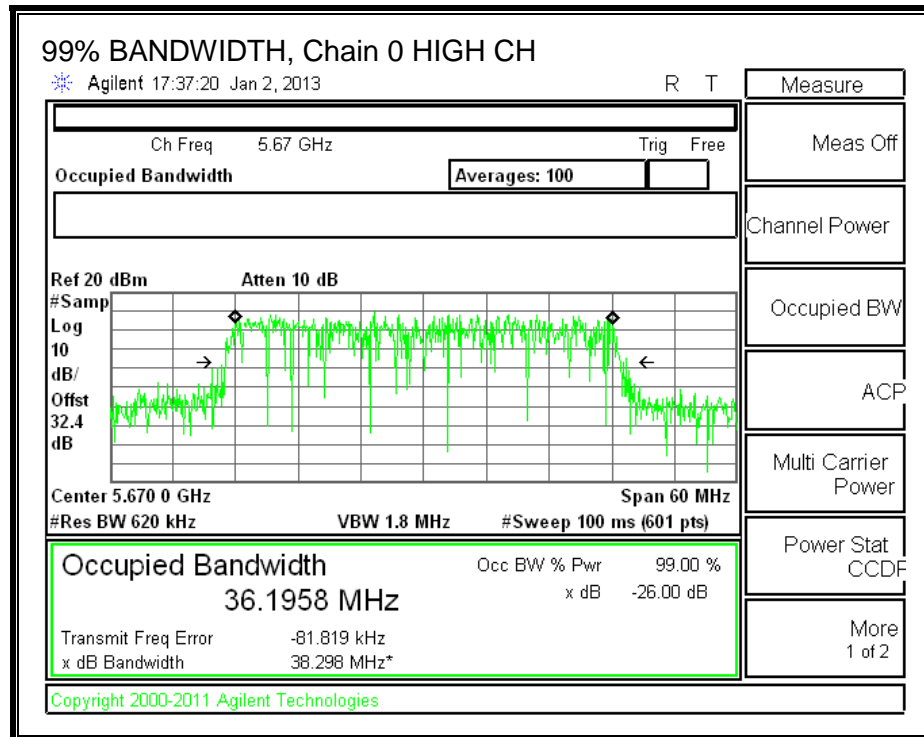 99% BANDWIDTH, Chain 0 HIGH CH
Agilent 17:37:20 Jan 2, 2013 R T
Measure
Ch Freq 5.67 GHz Trig Free
Meas Off
Occupied Bandwidth Averages: 100
Channel Power
Ref 20 dBm Atten 10 dB
#Samp
Log
10
dB/
Offst
32.4
dB
Occupied BW
ACP
Center 5.670 0 GHz Span 60 MHz
#Res BW 620 kHz VBW 1.8 MHz #Sweep 100 ms (601 pts)
Multi Carrier
Power
Occupied Bandwidth Occ BW % Pwr 99.00 %
36.1958 MHz x dB -26.00 dB
Power Stat
CCDF
Transmit Freq Error -81.819 kHz
x dB Bandwidth 38.298 MHz*
More
1 of 2
Copyright 2000-2011 Agilent Technologies